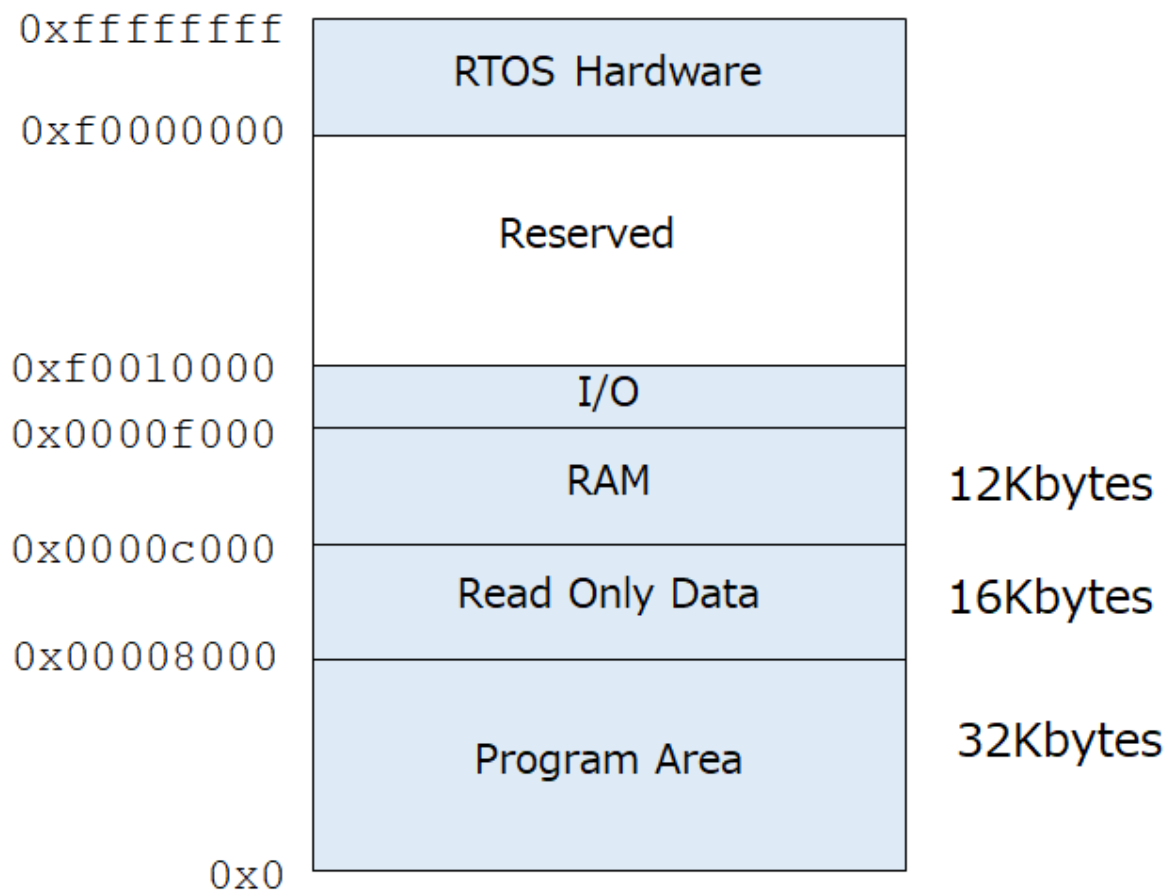 0xffffffff
RTOS Hardware
0xf0000000
Reserved
0xf0010000
I/O
0x0000f000
RAM
12Kbytes
0x0000c000
Read Only Data
16Kbytes
0x00008000
Program Area
32Kbytes
0x0